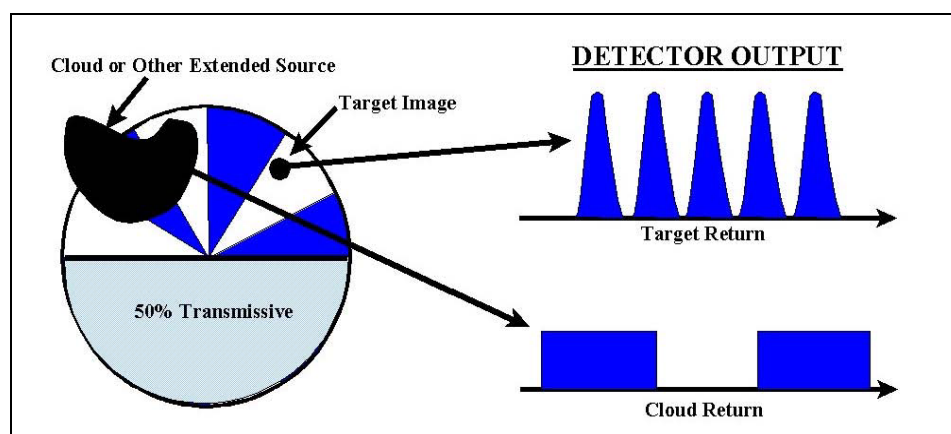 DETECTOR OUTPUT
Cloud or Other Extended Source
Target Image
Target Return
50% Transmissive
Cloud Return